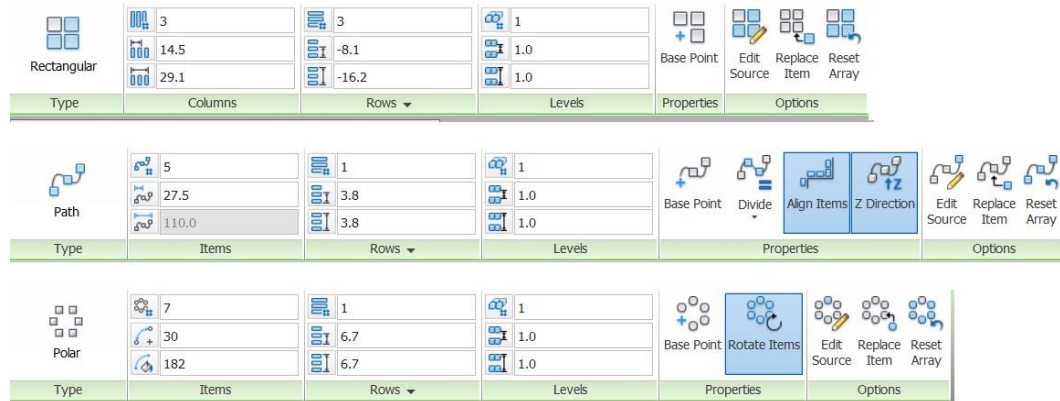 3 3 1
14.5 -8.1 1.0
29.1 -16.2 1.0
Rectangular Base Point Edit Source Replace Item Reset Array
Type Columns Rows Levels Properties Options
5 1 1
27.5 3.8 1.0
110.0 3.8 1.0
Path Base Point Divide Align Items Z Direction Edit Source Replace Item Reset Array
Type Items Rows Levels Properties Options
7 1 1
30 6.7 1.0
182 6.7 1.0
Polar Base Point Rotate Items Edit Source Replace Item Reset Array
Type Items Rows Levels Properties Options